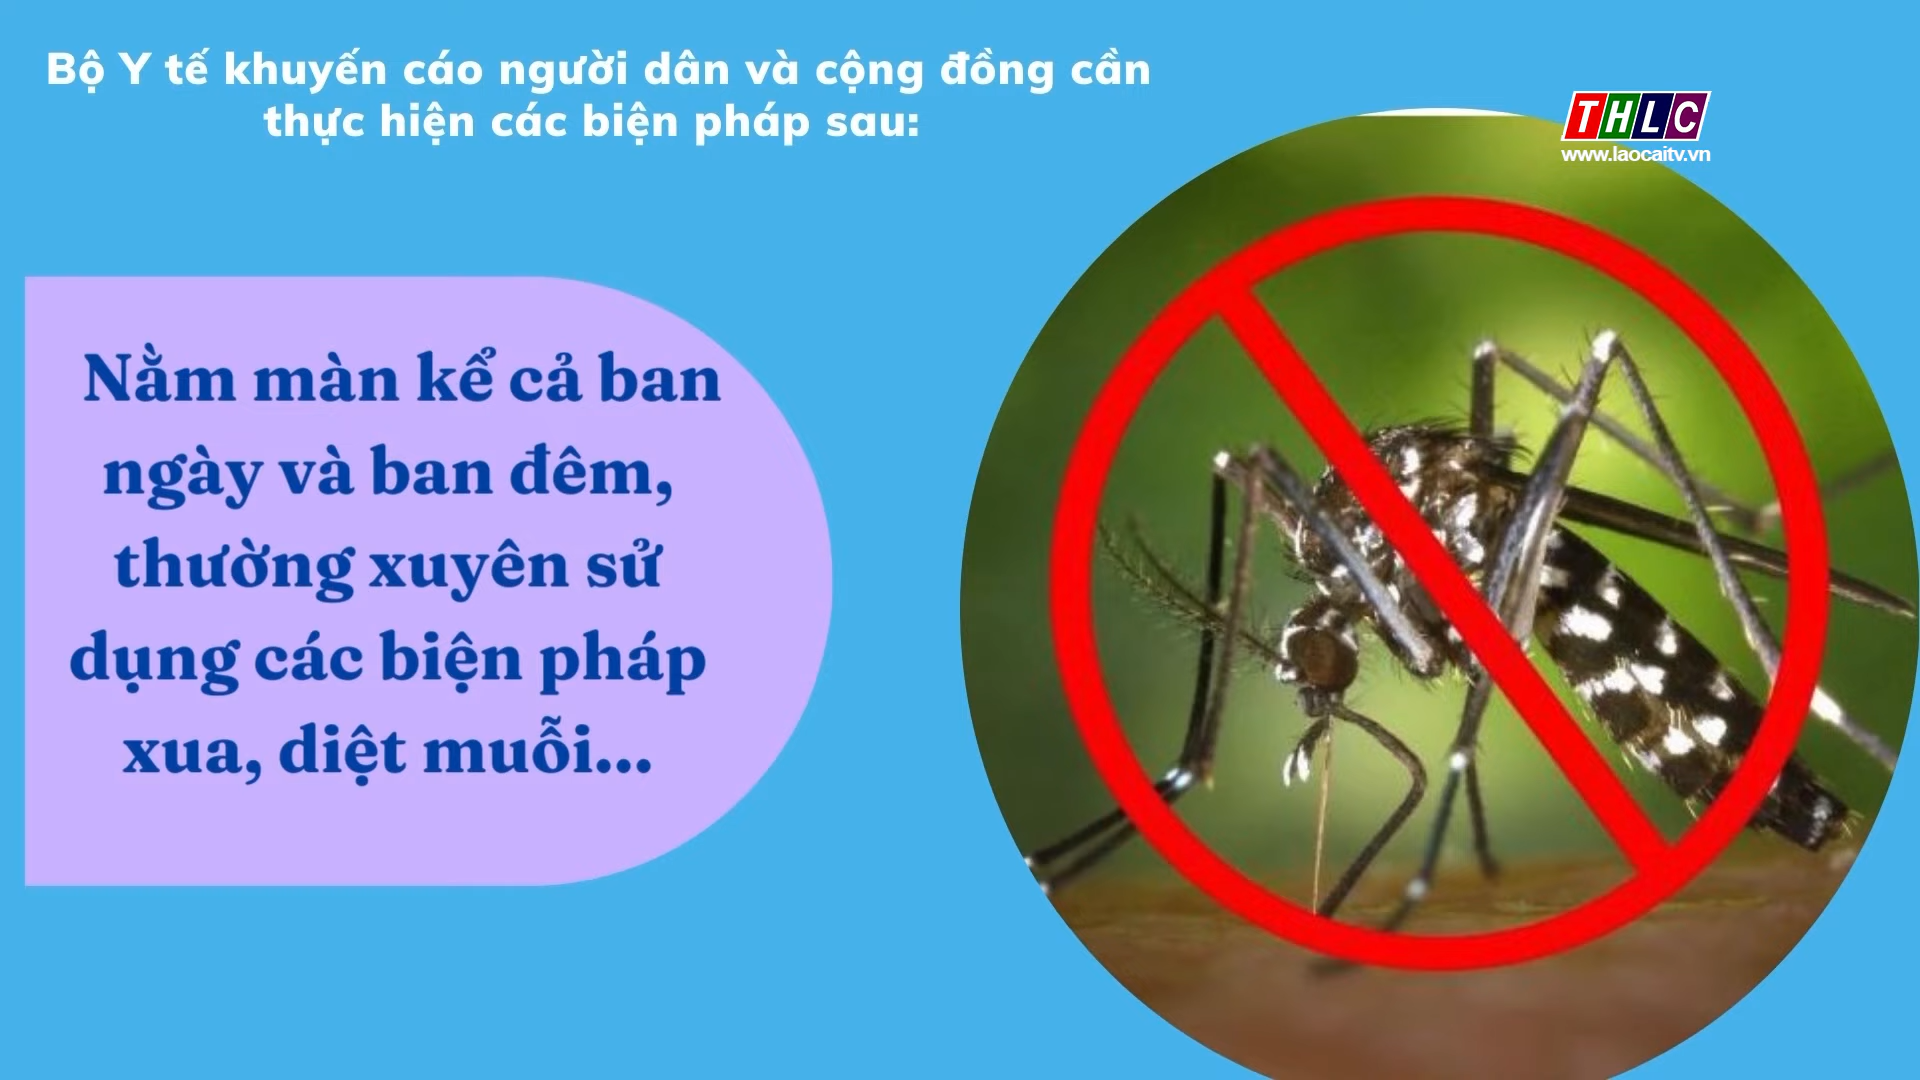 Bộ Y tế khuyến cáo người dân và cộng đồng cần
thực hiện các biện pháp sau:
THLC
www.laocaitv.vn
Nằm màn kể cả ban
ngày và ban đêm,
thường xuyên sử
dụng các biện pháp
xua, diệt muỗi...